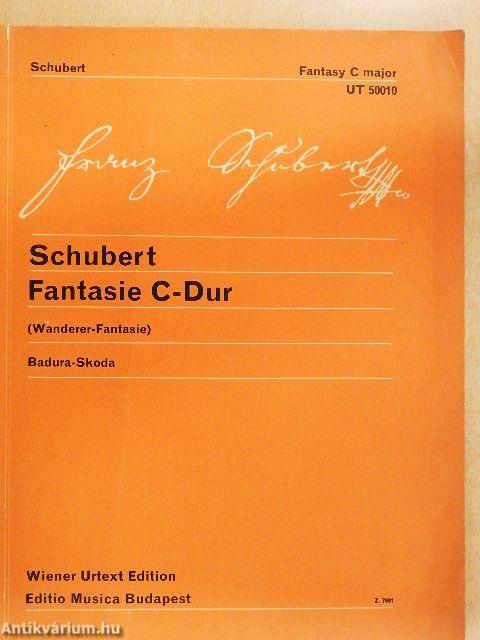 Schubert
Fantasy C major
UT 50010
Franz Schubert
Schubert
Fantasie C-Dur
(Wanderer-Fantasie)
Badura-Skoda
Wiener Urtext Edition
Editio Musica Budapest
Z. 7691
Antikvárium.hu